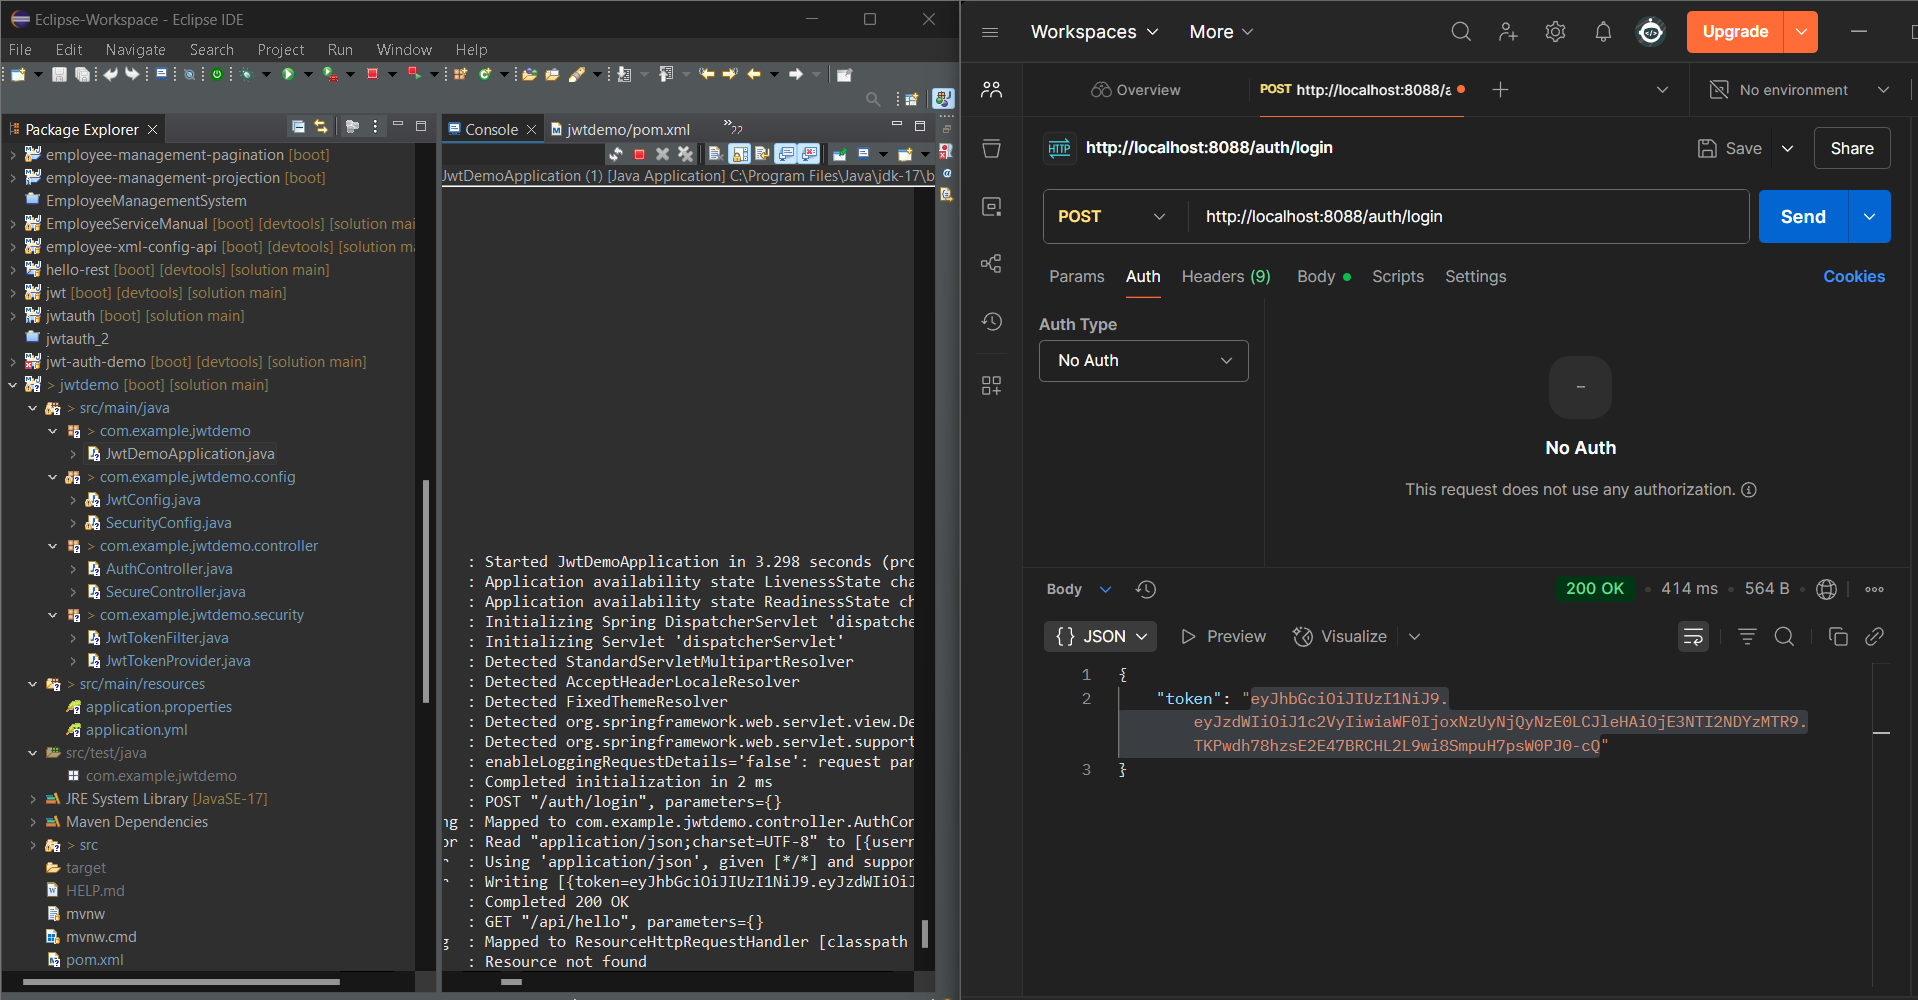 Eclipse-Workspace - Eclipse IDE
File Edit Navigate Search Project Run Window Help
Package Explorer
employee-management-pagination [boot]
employee-management-projection [boot]
EmployeeManagementSystem
EmployeeServiceManual [boot] [devtools] [solution mai
employee-xml-config-api [boot] [devtools] [solution ma
hello-rest [boot] [devtools] [solution main]
jwt [boot] [devtools] [solution main]
jwtauth [boot] [solution main]
jwtauth_2
jwt-auth-demo [boot] [devtools] [solution main]
> jwtdemo [boot] [solution main]
> src/main/java
> com.example.jwtdemo
JwtDemoApplication.java
> com.example.jwtdemo.config
JwtConfig.java
SecurityConfig.java
> com.example.jwtdemo.controller
AuthController.java
SecureController.java
> com.example.jwtdemo.security
JwtTokenFilter.java
JwtTokenProvider.java
> src/main/resources
application.properties
application.yml
src/test/java
com.example.jwtdemo
JRE System Library [JavaSE-17]
Maven Dependencies
> src
target
HELP.md
mvnw
mvnw.cmd
pom.xml
Console
jwtdemo/pom.xml
»22
JwtDemoApplication (1) [Java Application] C:\Program Files\Java\jdk-17\b
: Started JwtDemoApplication in 3.298 seconds (pro
: Application availability state LivenessState cha
: Application availability state ReadinessState ch
: Initializing Spring DispatcherServlet 'dispatche
: Initializing Servlet 'dispatcherServlet'
: Detected StandardServletMultipartResolver
: Detected AcceptHeaderLocaleResolver
: Detected FixedThemeResolver
: Detected org.springframework.web.servlet.view.De
: Detected org.springframework.web.servlet.support
: enableLoggingRequestDetails='false': request par
: Completed initialization in 2 ms
: POST "/auth/login", parameters={}
ng : Mapped to com.example.jwtdemo.controller.AuthCon
or : Read "application/json;charset=UTF-8" to [{usern
r : Using 'application/json', given [*/*] and suppor
r : Writing [{token=eyJhbGciOiJIUzI1NiJ9.eyJzdWIiOiJ
: Completed 200 OK
: GET "/api/hello", parameters={}
g : Mapped to ResourceHttpRequestHandler [classpath
: Resource not found
Workspaces More Upgrade
Overview
POST http://localhost:8088/a
No environment
HTTP http://localhost:8088/auth/login
Save Share
POST http://localhost:8088/auth/login Send
Params Auth Headers (9) Body Scripts Settings Cookies
Auth Type
No Auth
No Auth
This request does not use any authorization.
Body 200 OK 414 ms 564 B
{} JSON Preview Visualize
1 {
2 "token": "eyJhbGciOiJIUzI1NiJ9.
eyJzdWIiOiJ1c2VyIiwiaWF0IjoxNzUyNjQyNzE0LCJleHAiOjE3NTI2NDYzMTR9.
TKPwdh78hzsE2E47BRCHL2L9wi8SmpuH7psW0PJ0-cQ"
3 }